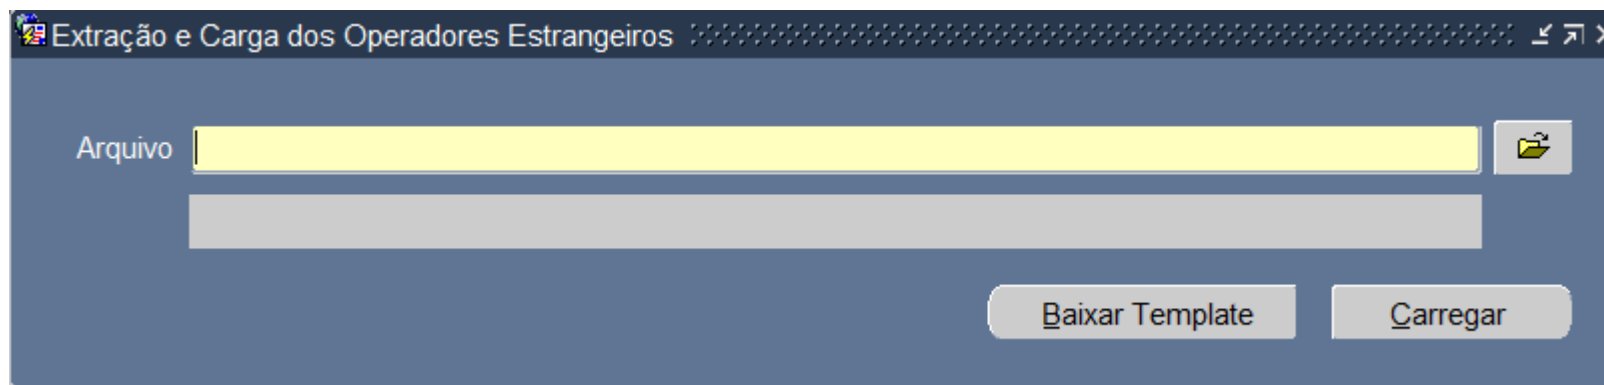 Extração e Carga dos Operadores Estrangeiros
Arquivo
Baixar Template
Carregar